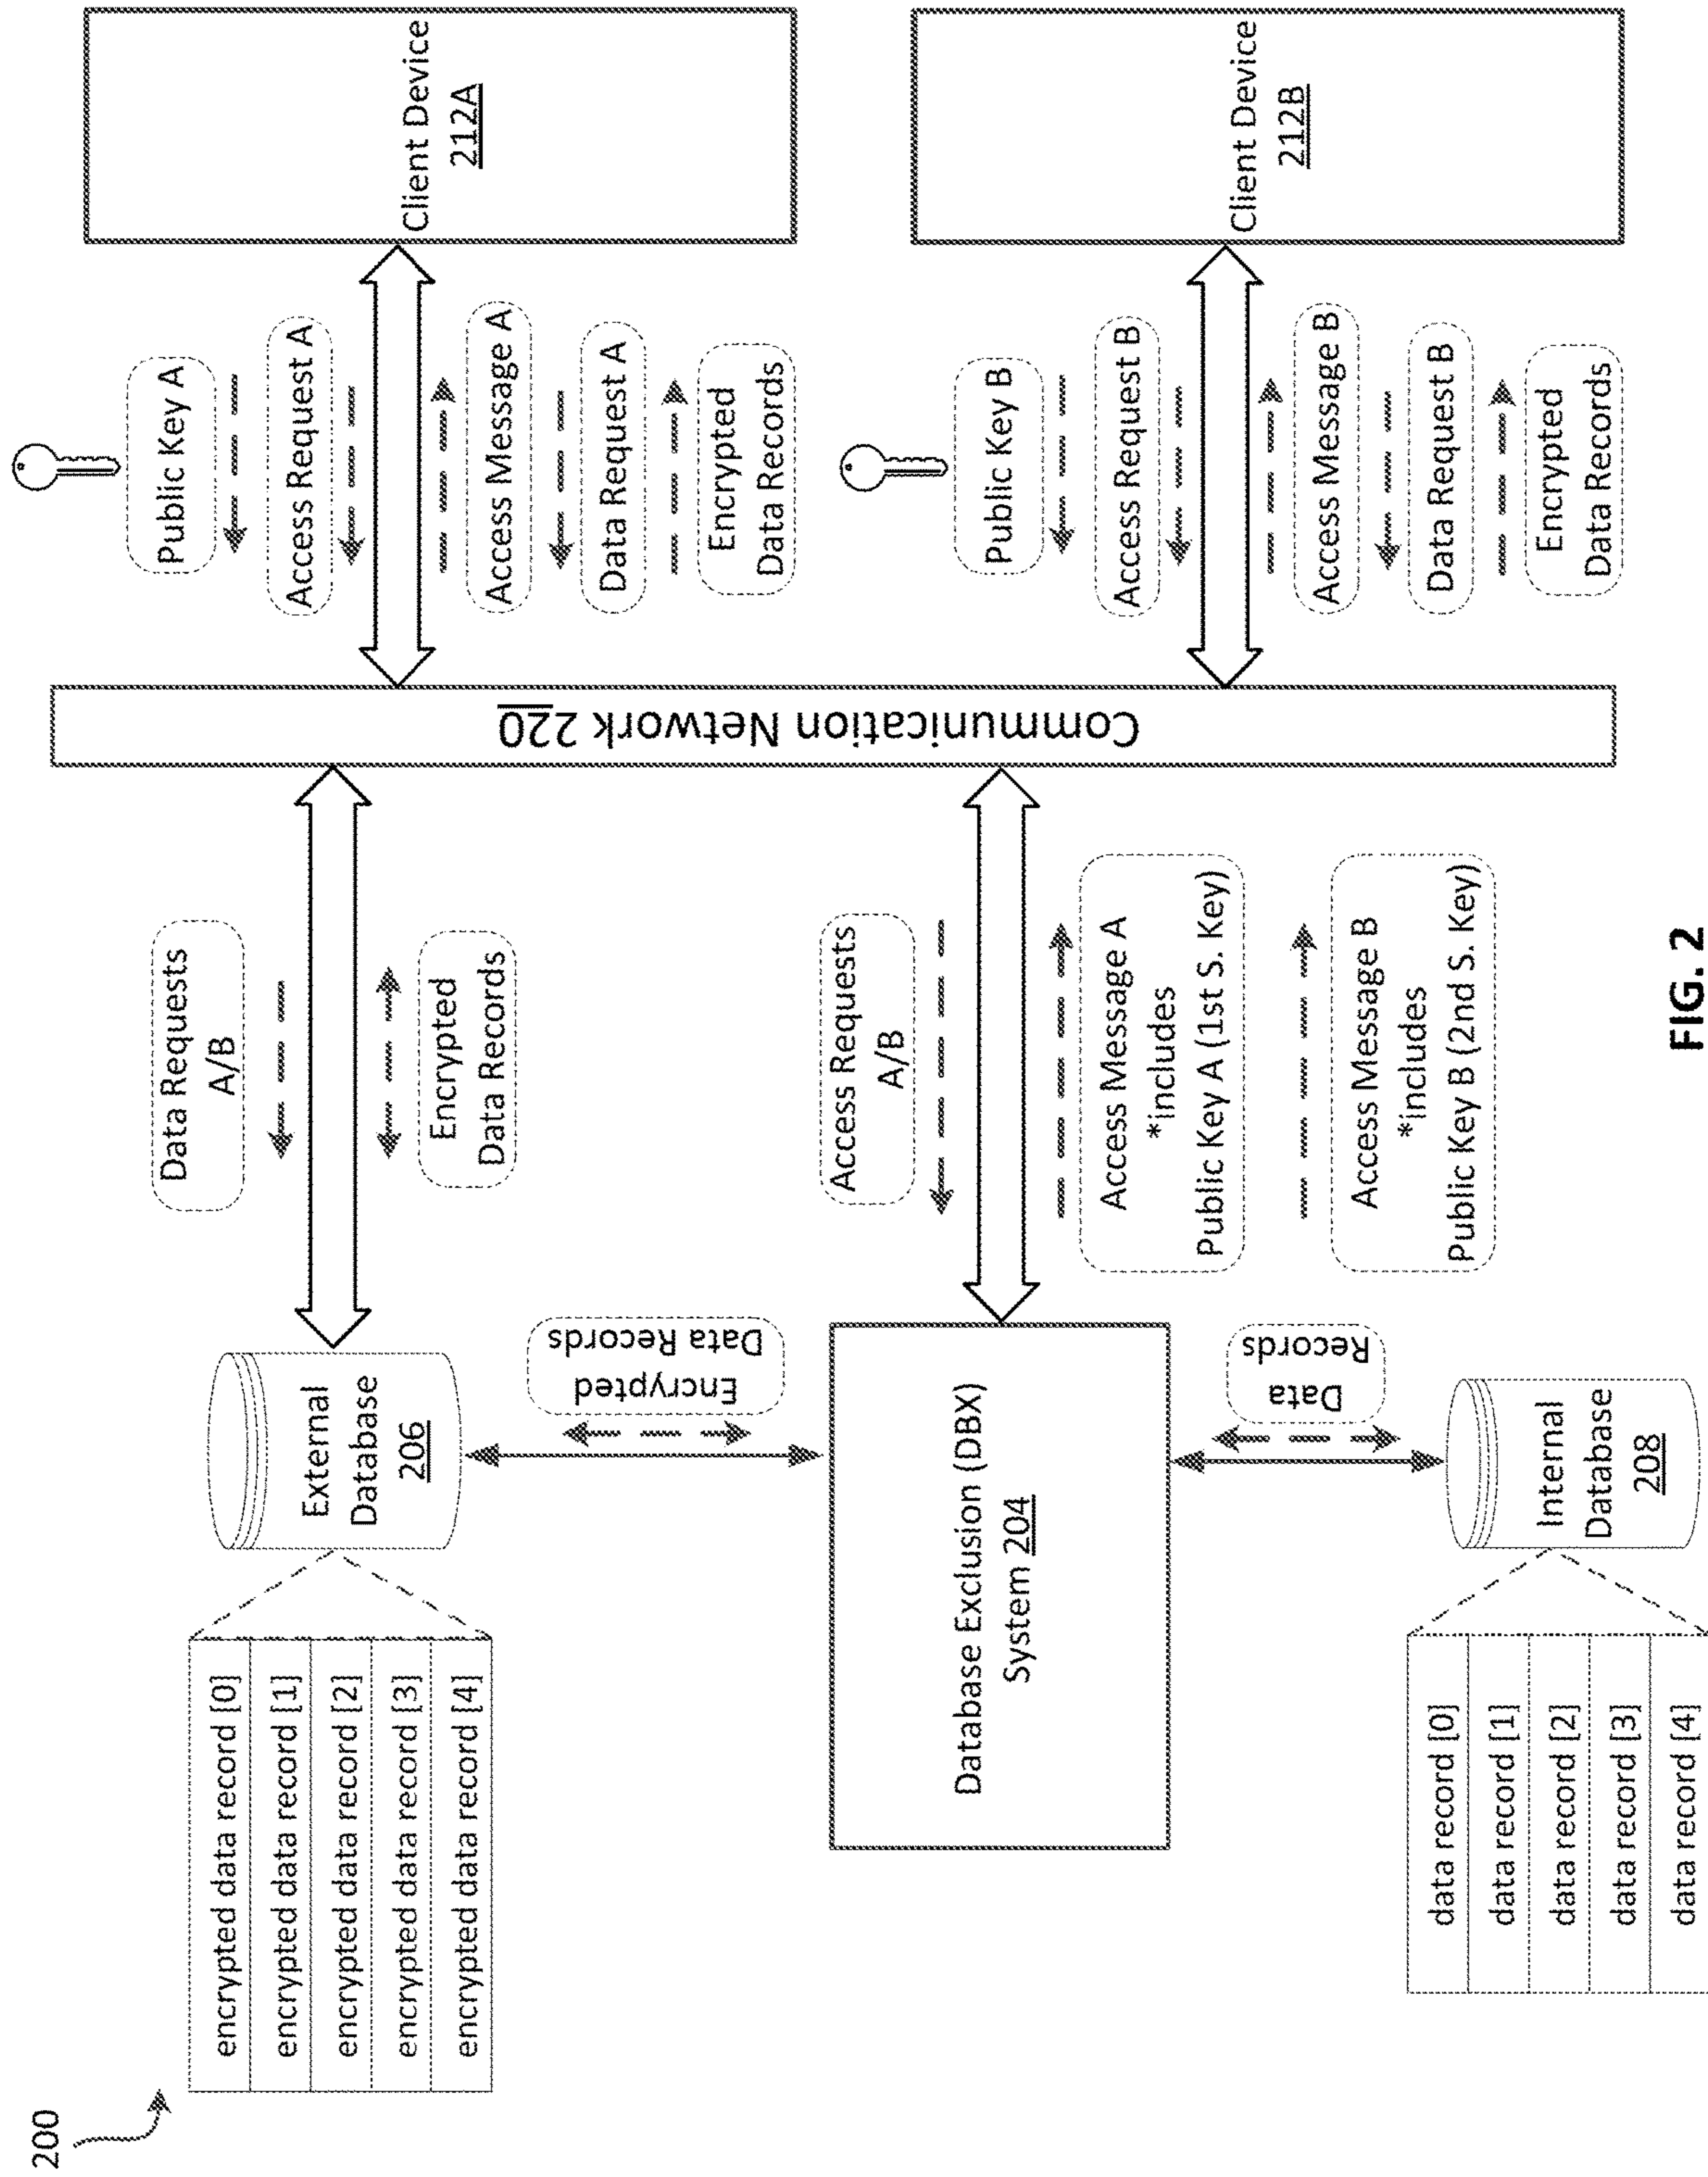 200
encrypted data record [0]
encrypted data record [1]
encrypted data record [2]
encrypted data record [3]
encrypted data record [4]
External
Database
206
Data Requests
A/B
Encrypted
Data Records
Encrypted
Data Records
Database Exclusion (DBX)
System 204
Access Requests
A/B
Access Message A
*includes
Public Key A (1st S. Key)
Access Message B
*includes
Public Key B (2nd S. Key)
Data
Records
data record [0]
data record [1]
data record [2]
data record [3]
data record [4]
Internal
Database
208
Communication Network 220
Public Key A
Access Request A
Access Message A
Data Request A
Encrypted
Data Records
Client Device
212A
Public Key B
Access Request B
Access Message B
Data Request B
Encrypted
Data Records
Client Device
212B
FIG. 2